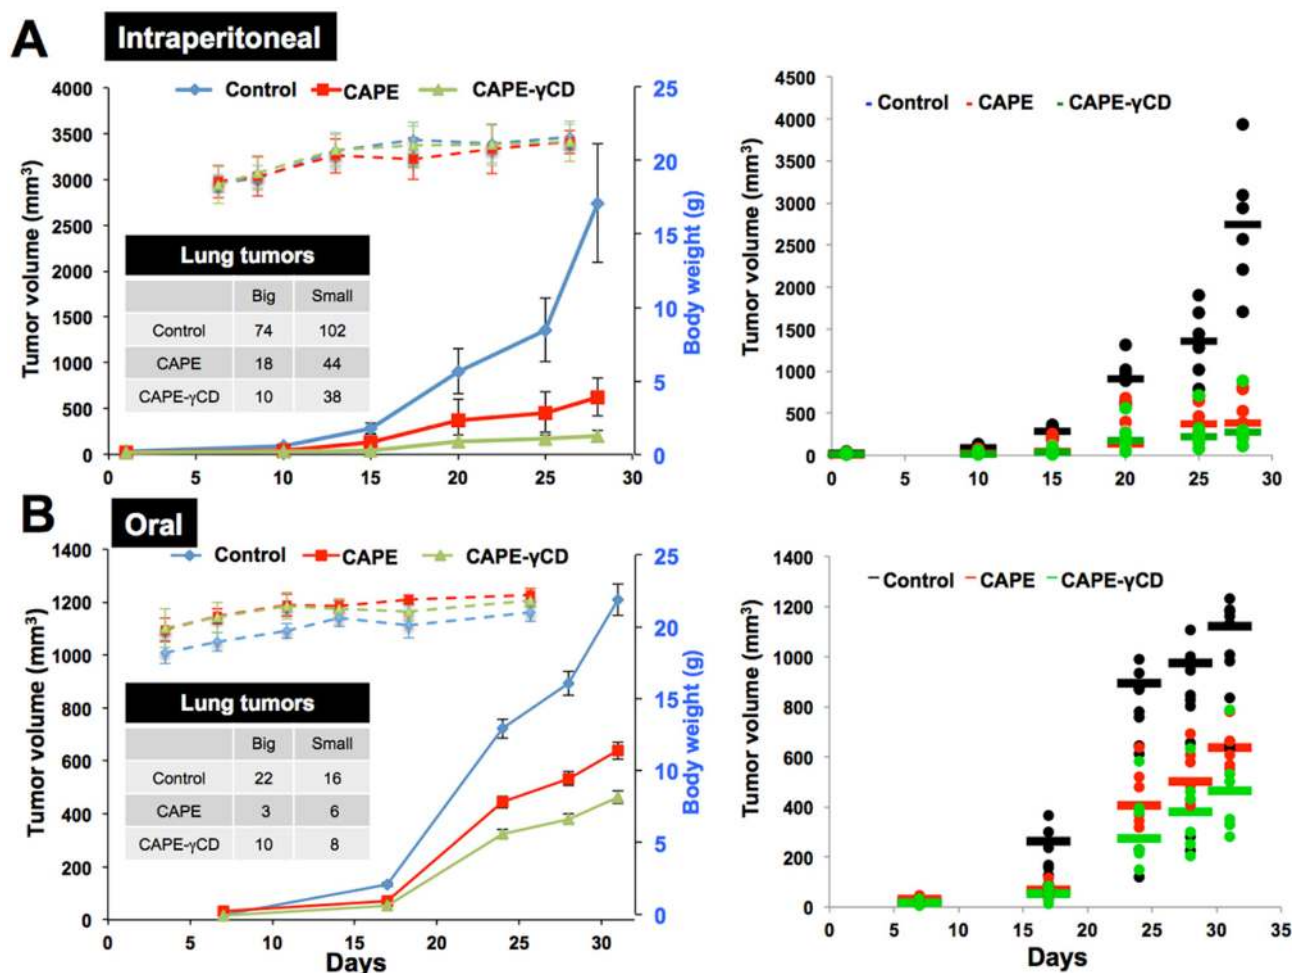 A
Intraperitoneal
Control CAPE CAPE-γCD
Tumor volume (mm³)
4000
3500
3000
2500
2000
1500
1000
500
0
Lung tumors
Big Small
Control 74 102
CAPE 18 44
CAPE-γCD 10 38
25
20
15
10
5
0
Body weight (g)
0 5 10 15 20 25 30
Control CAPE CAPE-γCD
Tumor volume (mm³)
4500
4000
3500
3000
2500
2000
1500
1000
500
0
0 5 10 15 20 25 30
B
Oral
Control CAPE CAPE-γCD
Tumor volume (mm³)
1400
1200
1000
800
600
400
200
0
Lung tumors
Big Small
Control 22 16
CAPE 3 6
CAPE-γCD 10 8
25
20
15
10
5
0
Body weight (g)
0 5 10 15 20 25 30
Days
Control CAPE CAPE-γCD
Tumor volume (mm³)
1400
1200
1000
800
600
400
200
0
0 5 10 15 20 25 30 35
Days